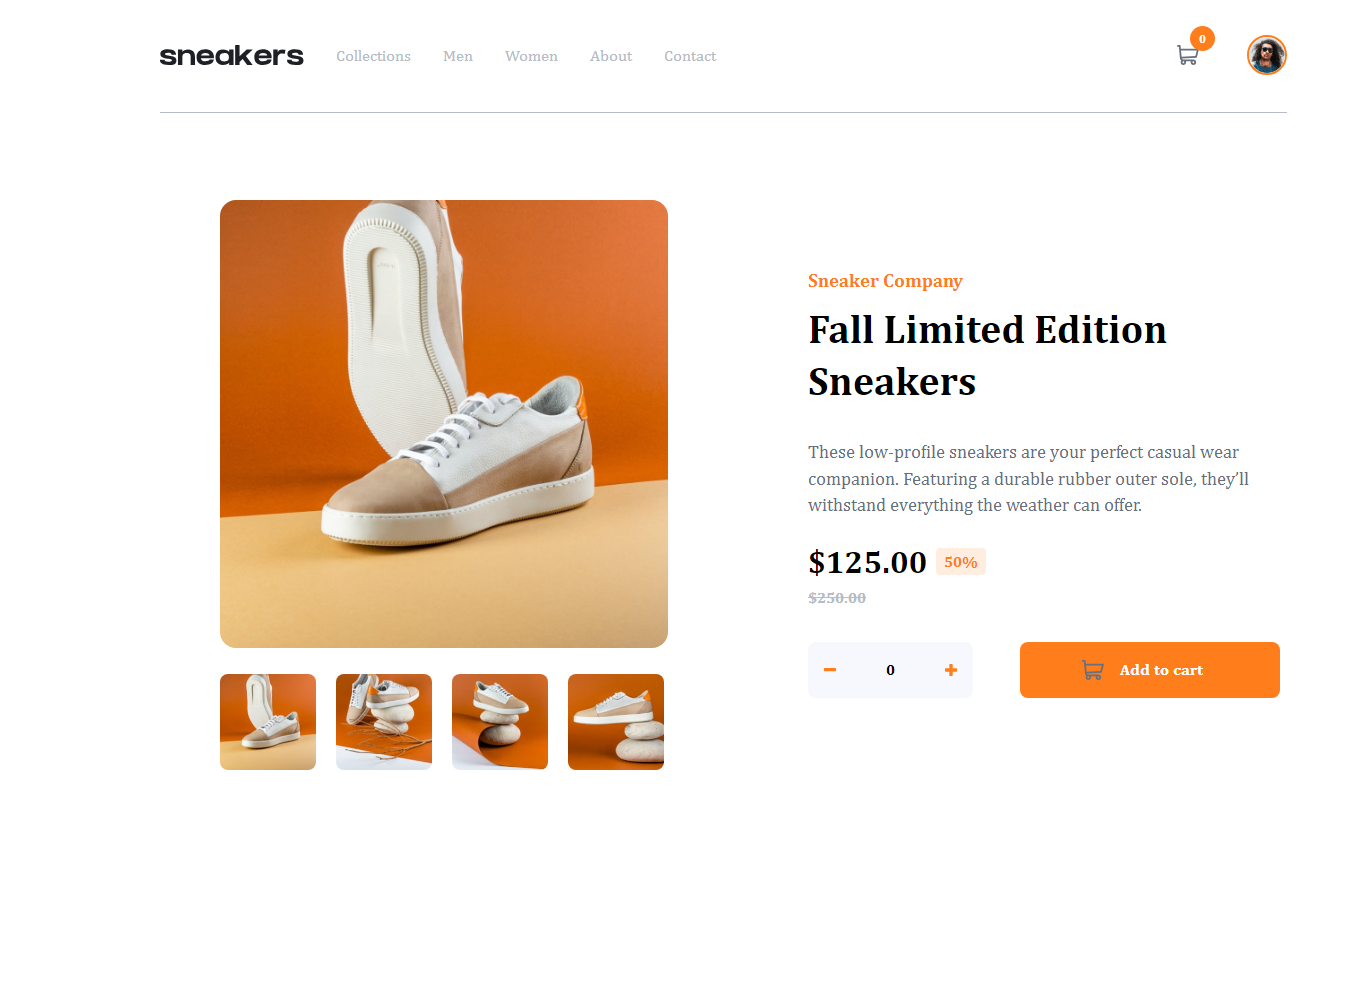 sneakers Collections Men Women About Contact 0
Sneaker Company
Fall Limited Edition
Sneakers
These low-profile sneakers are your perfect casual wear
companion. Featuring a durable rubber outer sole, they’ll
withstand everything the weather can offer.
$125.00 50%
$250.00
0 Add to cart